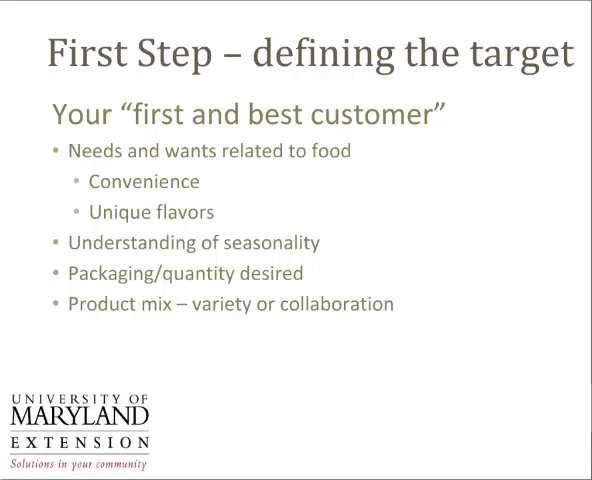 First Step – defining the target
Your “first and best customer”
• Needs and wants related to food
• Convenience
• Unique flavors
• Understanding of seasonality
• Packaging/quantity desired
• Product mix – variety or collaboration
UNIVERSITY OF
MARYLAND
EXTENSION
Solutions in your community